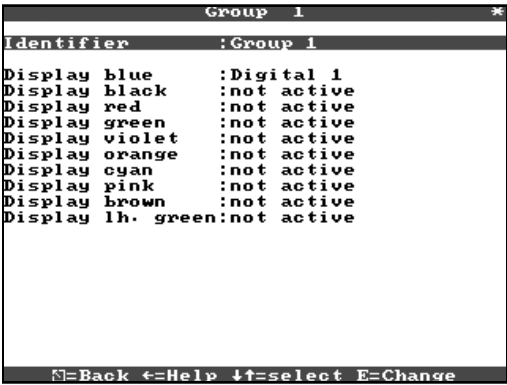 Group 1 *
Identifier :Group 1
Display blue :Digital 1
Display black :not active
Display red :not active
Display green :not active
Display violet :not active
Display orange :not active
Display cyan :not active
Display pink :not active
Display brown :not active
Display lh. green:not active
=Back ←=Help ↓↑=select E=Change